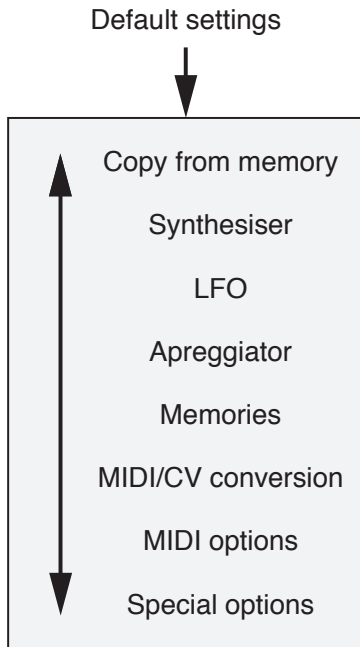 Default settings
Copy from memory
Synthesiser
LFO
Apreggiator
Memories
MIDI/CV conversion
MIDI options
Special options